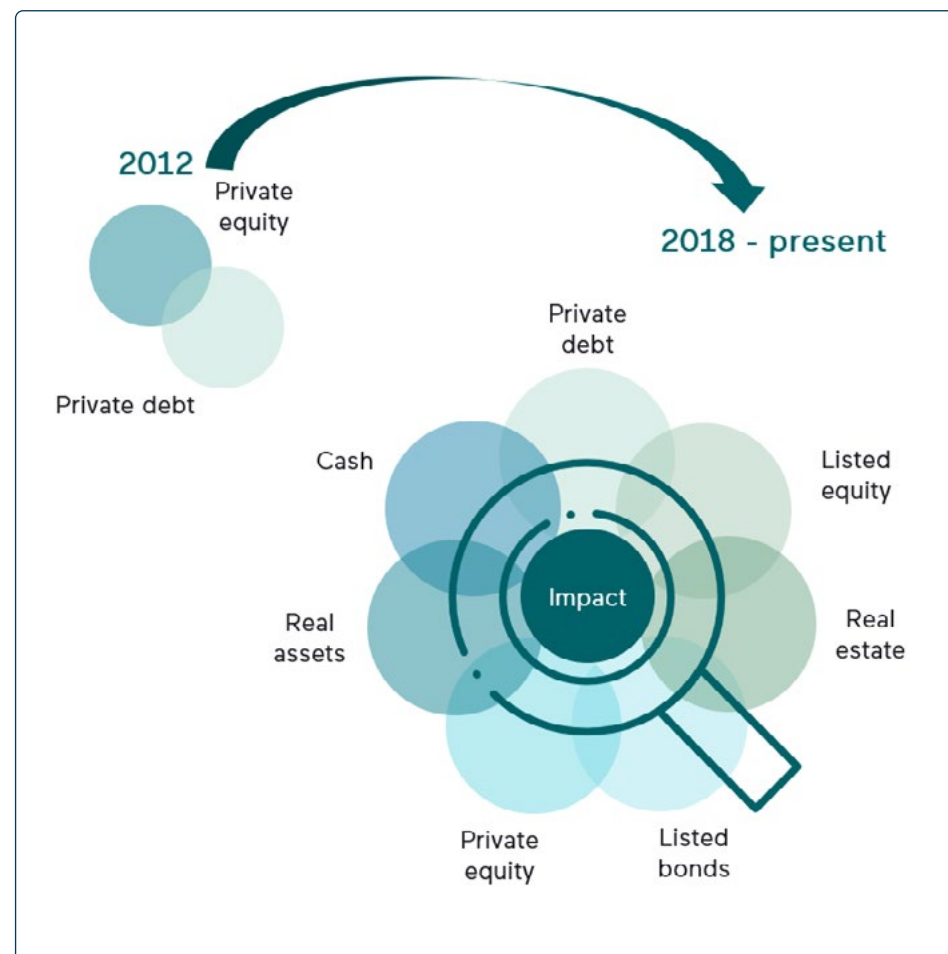 2012
Private
equity
Private debt
2018 - present
Private
debt
Cash
Listed
equity
Impact
Real
assets
Real
estate
Private
equity
Listed
bonds